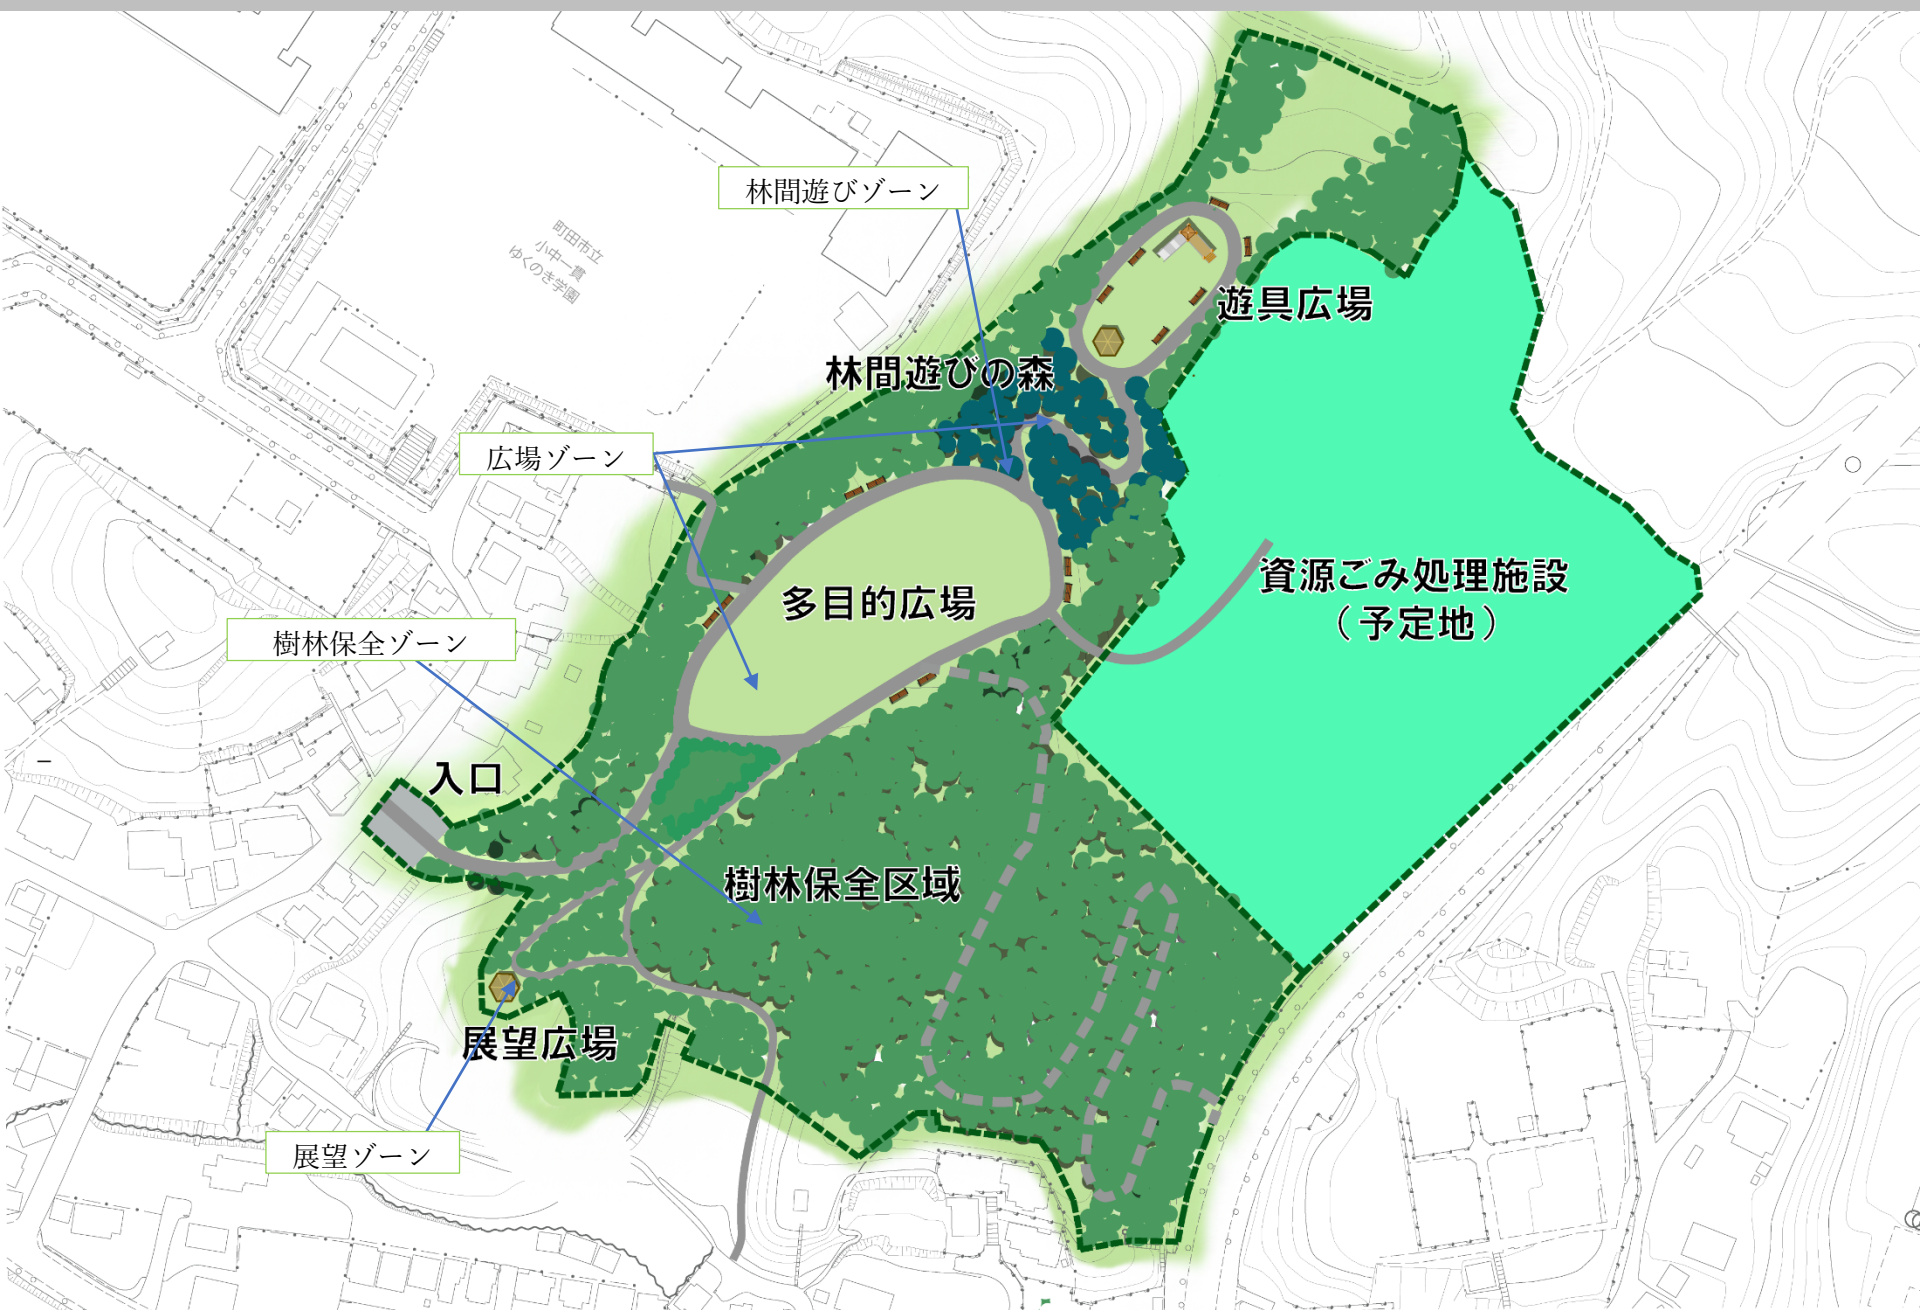 林間遊びゾーン
町田市立
小中一貫
ゆくのき学園
遊具広場
林間遊びの森
広場ゾーン
資源ごみ処理施設
（予定地）
多目的広場
樹林保全ゾーン
入口
樹林保全区域
展望広場
展望ゾーン